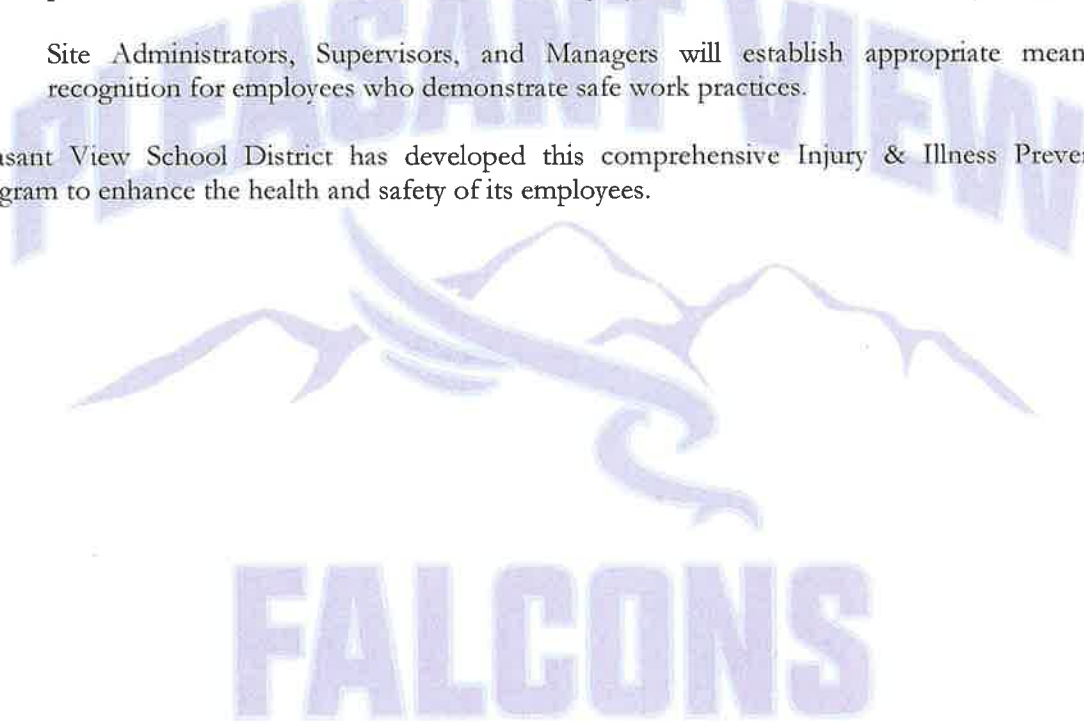 Site Administrators, Supervisors, and Managers will establish appropriate mean
recognition for employees who demonstrate safe work practices.
asant View School District has developed this comprehensive Injury & Illness Preve
gram to enhance the health and safety of its employees.
PLEASANT VIEW
FALCONS